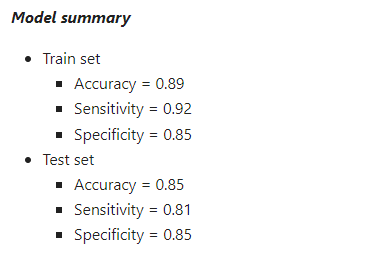 Model summary
Train set
Accuracy = 0.89
Sensitivity = 0.92
Specificity = 0.85
Test set
Accuracy = 0.85
Sensitivity = 0.81
Specificity = 0.85